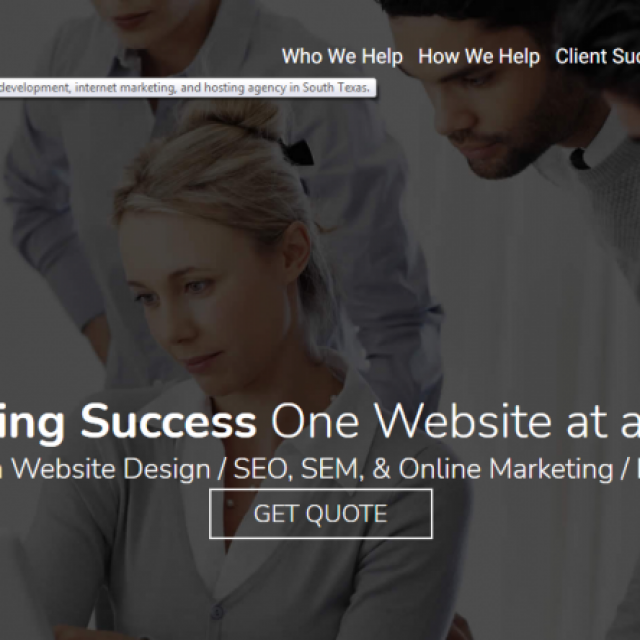 Who We Help How We Help Client Suc
development, internet marketing, and hosting agency in South Texas.
ing Success One Website at a
Website Design / SEO, SEM, & Online Marketing /
GET QUOTE